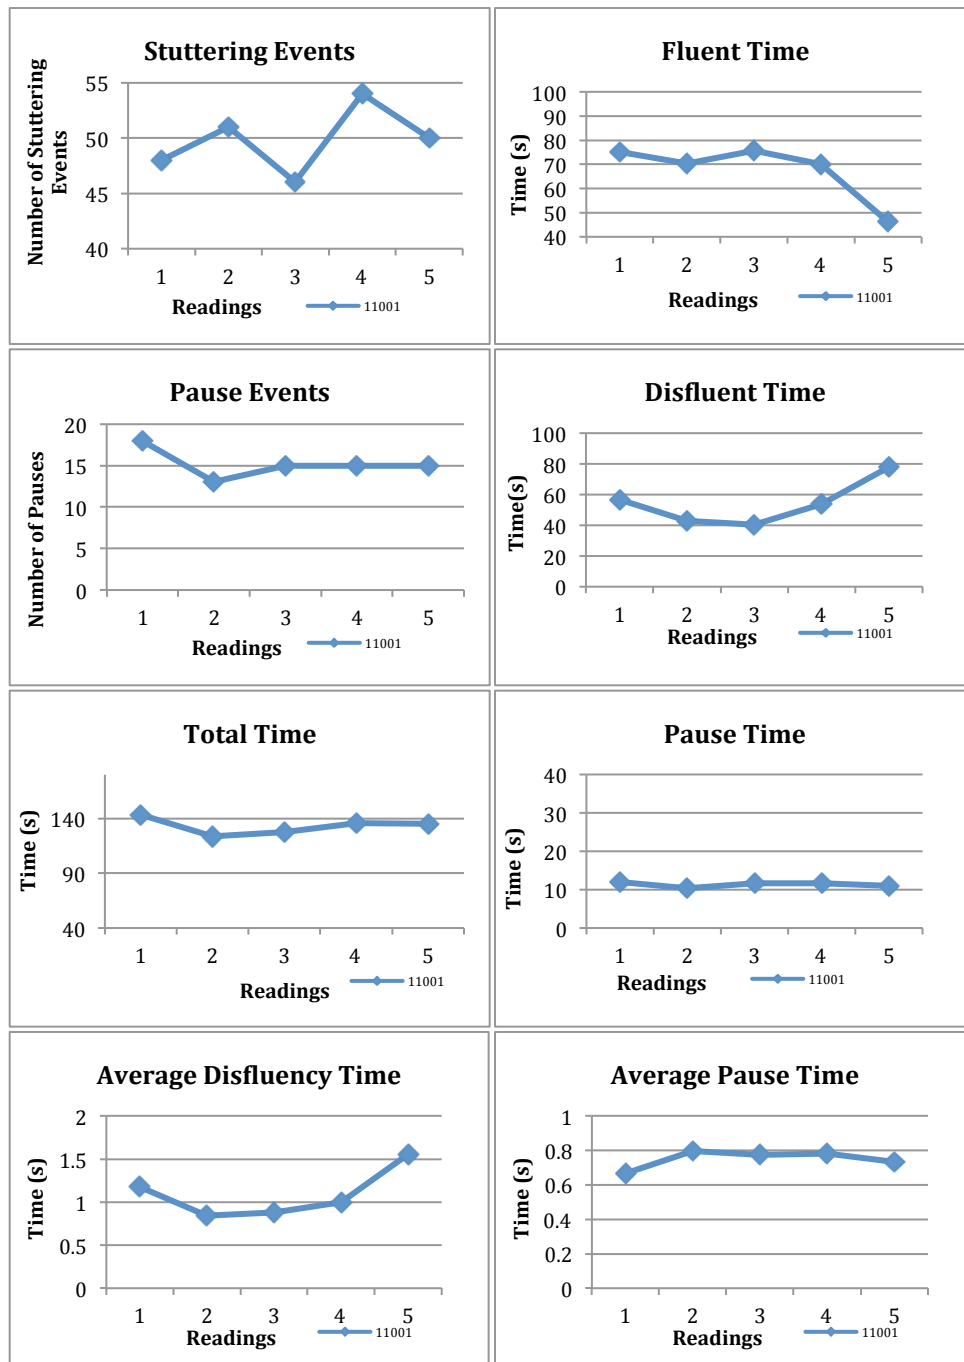 Stuttering Events
Number of Stuttering
Events
55
50
45
40
1 2 3 4 5
Readings
11001
Fluent Time
Time (s)
100
90
80
70
60
50
40
1 2 3 4 5
Readings
11001
Pause Events
Number of Pauses
20
15
10
5
0
1 2 3 4 5
Readings
11001
Disfluent Time
Time(s)
100
80
60
40
20
0
1 2 3 4 5
Readings
11001
Total Time
Time (s)
140
90
40
1 2 3 4 5
Readings
11001
Pause Time
Time (s)
40
30
20
10
0
1 2 3 4 5
Readings
11001
Average Disfluency Time
Time (s)
2
1.5
1
0.5
0
1 2 3 4 5
Readings
11001
Average Pause Time
Time (s)
1
0.8
0.6
0.4
0.2
0
1 2 3 4 5
Readings
11001